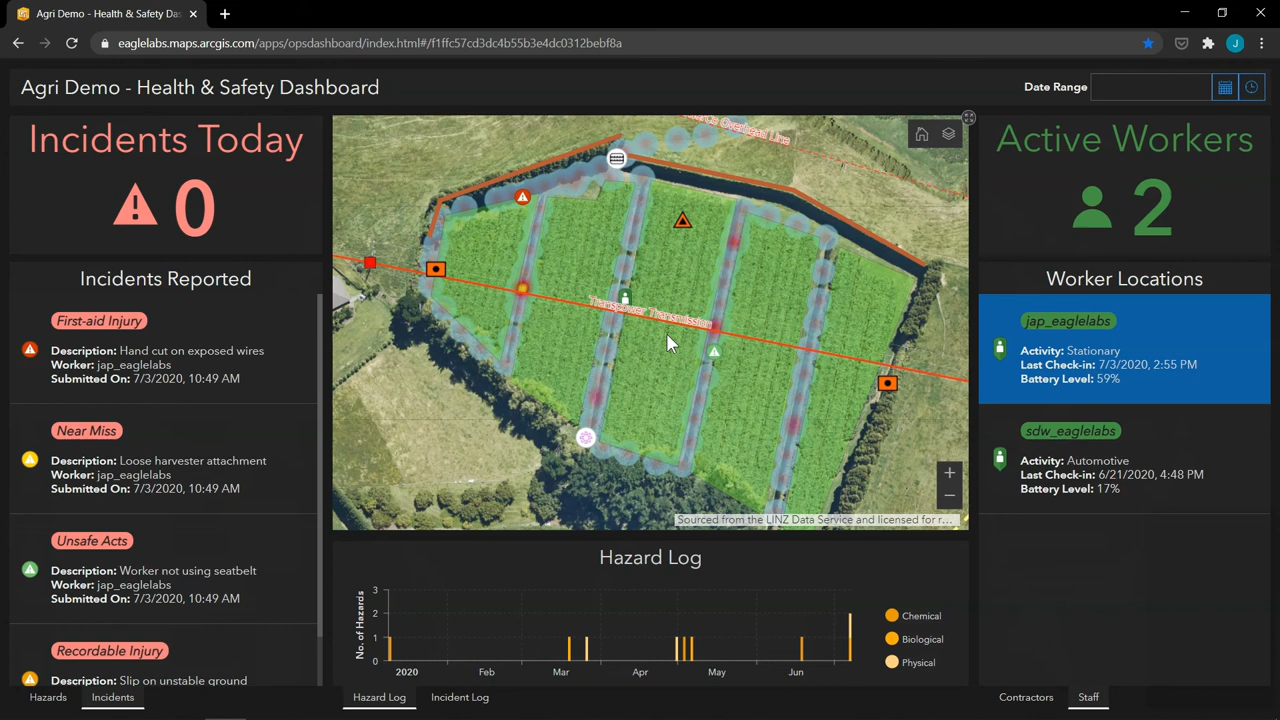 Agri Demo - Health & Safety Das
eaglelabs.maps.arcgis.com/apps/opsdashboard/index.html#/f1ffc57cd3dc4b55b3e4dc0312bebf8a
J
Agri Demo - Health & Safety Dashboard
Date Range
Incidents Today
0
Incidents Reported
First-aid Injury
Description: Hand cut on exposed wires
Worker: jap_eaglelabs
Submitted On: 7/3/2020, 10:49 AM
Near Miss
Description: Loose harvester attachment
Worker: jap_eaglelabs
Submitted On: 7/3/2020, 10:49 AM
Unsafe Acts
Description: Worker not using seatbelt
Worker: jap_eaglelabs
Submitted On: 7/3/2020, 10:49 AM
Recordable Injury
Description: Slip on unstable ground
Hazards
Incidents
Overhead Line
Transpower Transmission
Sourced from the LINZ Data Service and licensed for r...
Hazard Log
No. of Hazards
3
2
1
0
2020
Feb
Mar
Apr
May
Jun
Chemical
Biological
Physical
Hazard Log
Incident Log
Active Workers
2
Worker Locations
jap_eaglelabs
Activity: Stationary
Last Check-in: 7/3/2020, 2:55 PM
Battery Level: 59%
sdw_eaglelabs
Activity: Automotive
Last Check-in: 6/21/2020, 4:48 PM
Battery Level: 17%
Contractors
Staff